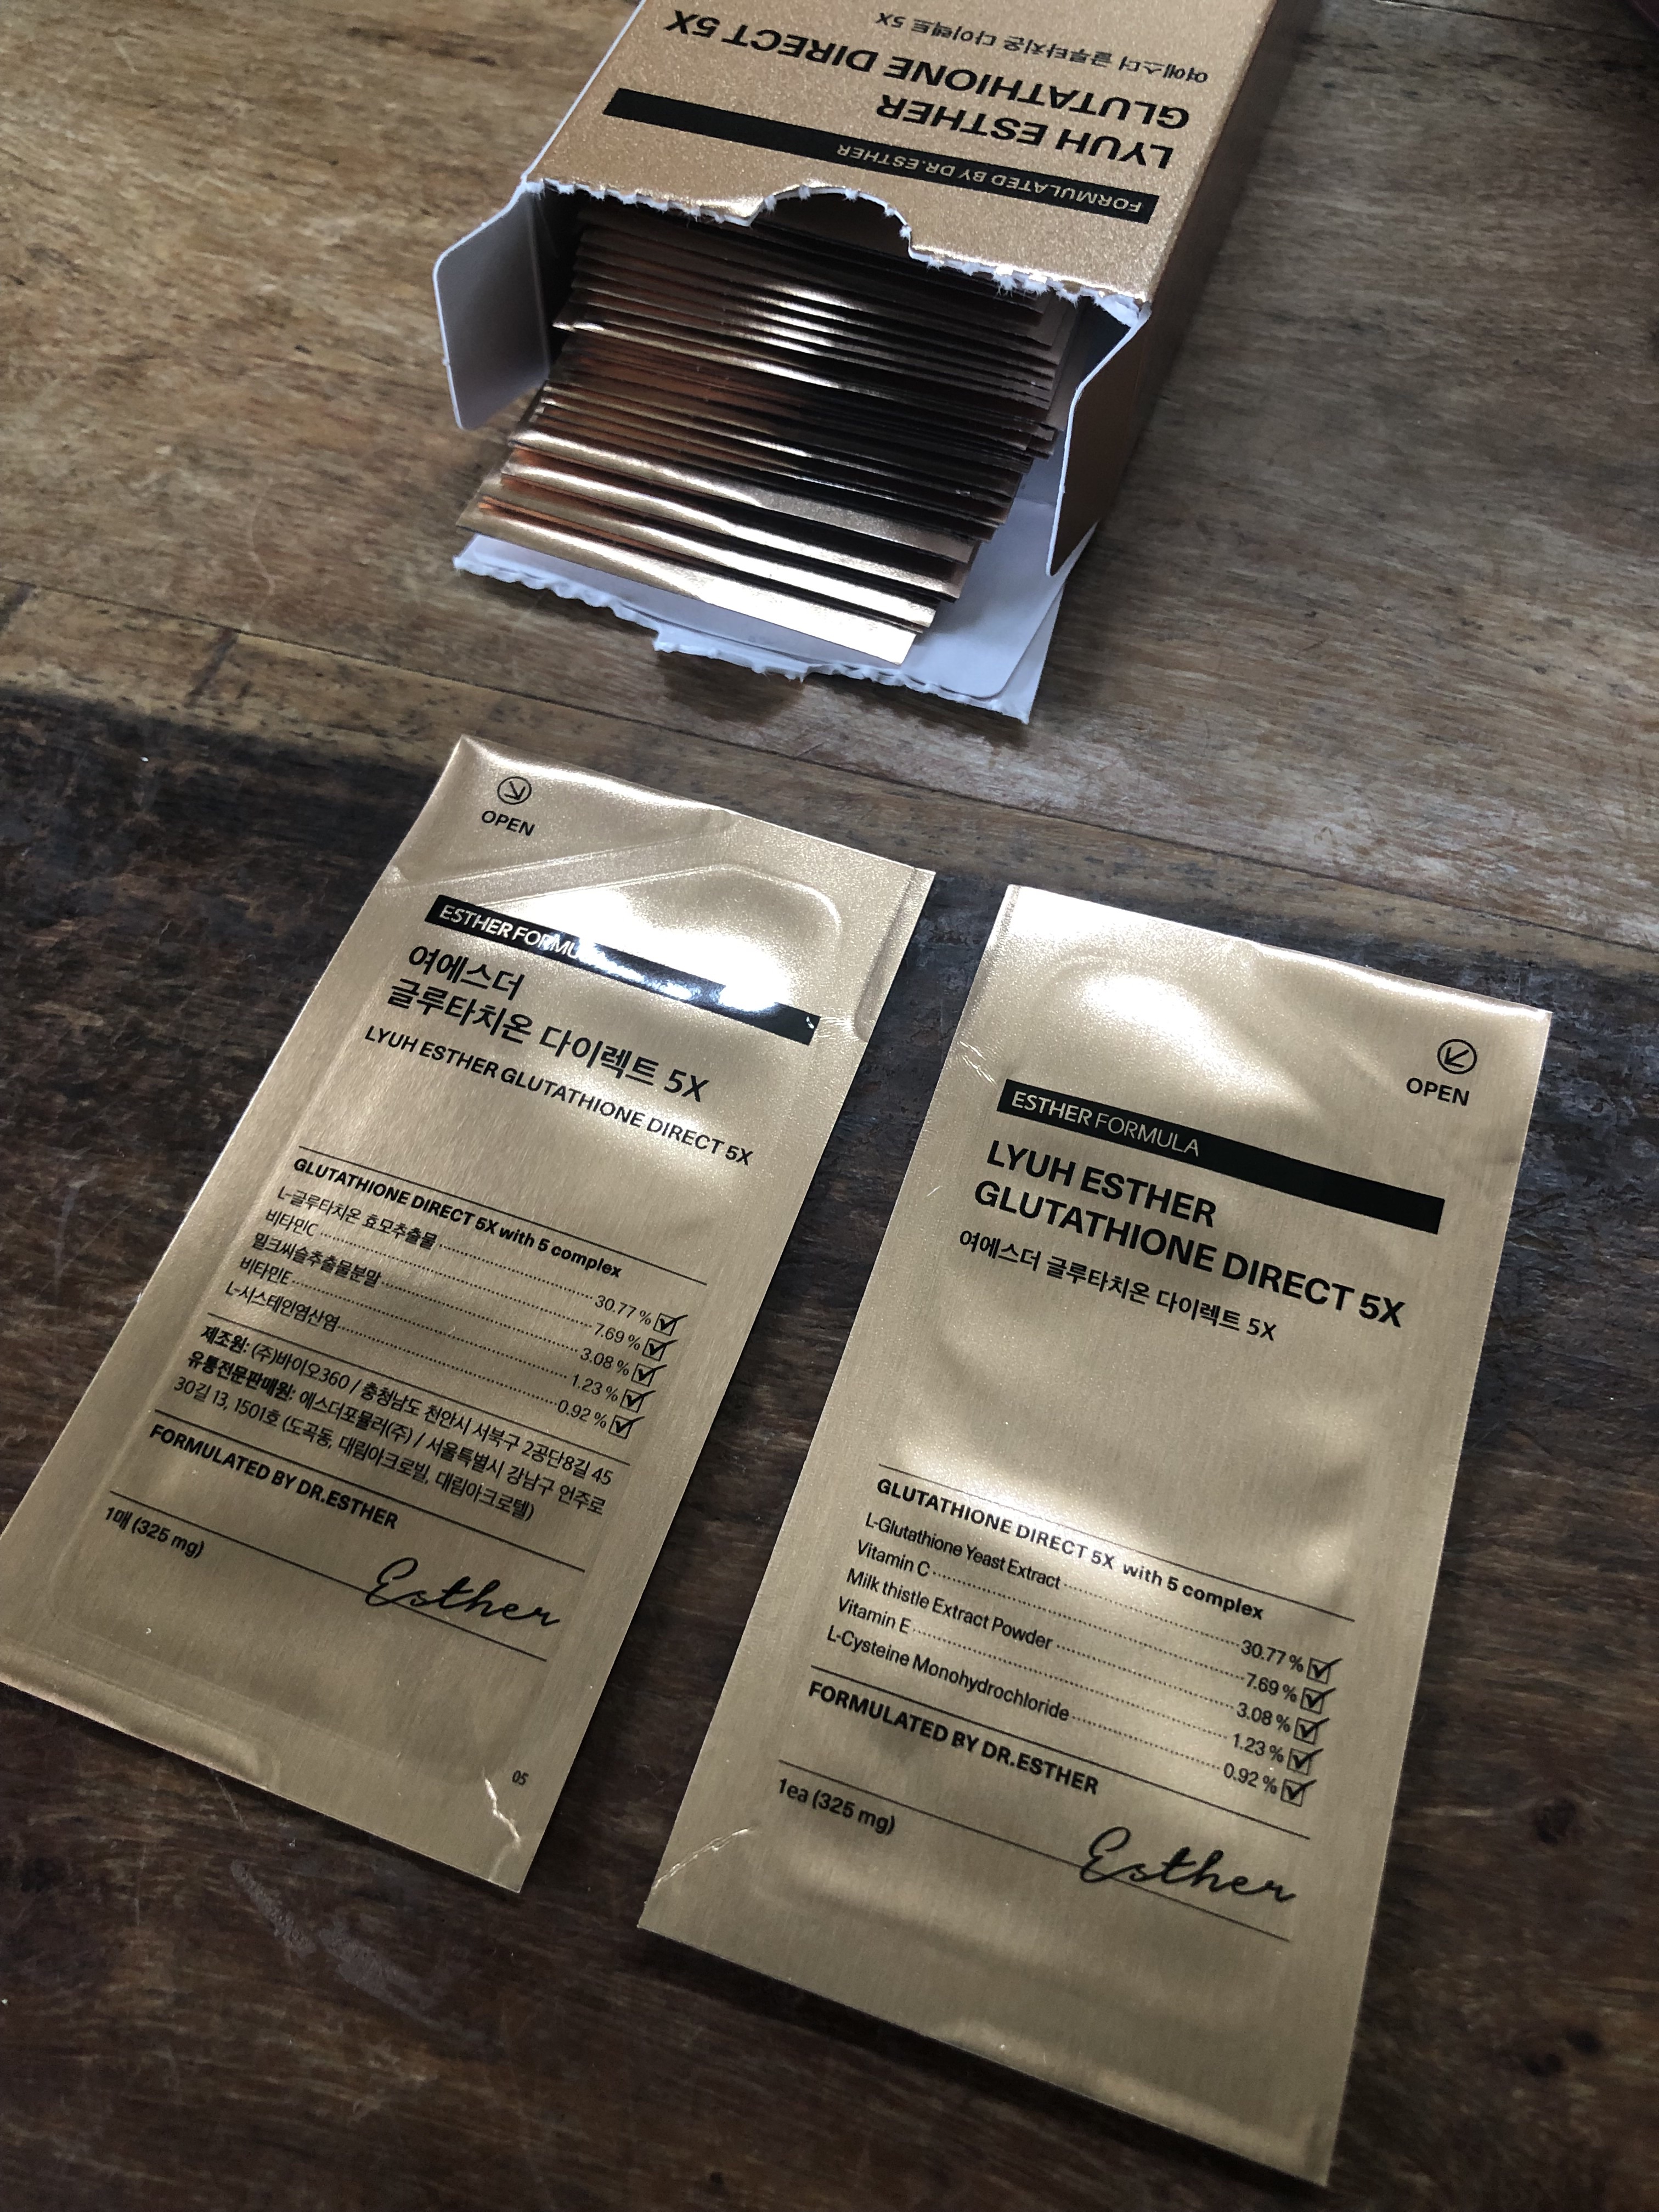 FORMULATED BY DR.ESTHER
LYUH ESTHER
GLUTATHIONE DIRECT 5X
여에스더 글루타치온 다이렉트 5X
OPEN
ESTHER FORMU
여에스더
글루타치온 다이렉트 5X
LYUH ESTHER GLUTATHIONE DIRECT 5X
GLUTATHIONE DIRECT 5X with 5 complex
L-글루타치온 효모추출물 30.77 %
비타민C 7.69 %
밀크씨슬추출물분말 3.08 %
비타민E 1.23 %
L-시스테인염산염 0.92 %
제조원: (주)바이오360 / 충청남도 천안시 서북구 2공단8길 45
유통전문판매원: 에스더포뮬러(주) / 서울특별시 강남구 언주로
30길 13, 1501호 (도곡동, 대림아크로빌, 대림아크로텔)
FORMULATED BY DR.ESTHER
1매 (325 mg)
Esther
05
OPEN
ESTHER FORMULA
LYUH ESTHER
GLUTATHIONE DIRECT 5X
여에스더 글루타치온 다이렉트 5X
GLUTATHIONE DIRECT 5X with 5 complex
L-Glutathione Yeast Extract 30.77 %
Vitamin C 7.69 %
Milk thistle Extract Powder 3.08 %
Vitamin E 1.23 %
L-Cysteine Monohydrochloride 0.92 %
FORMULATED BY DR.ESTHER
1ea (325 mg)
Esther